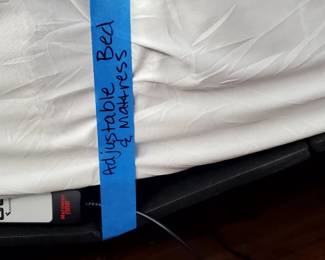 Adjustable Bed
& Mattress